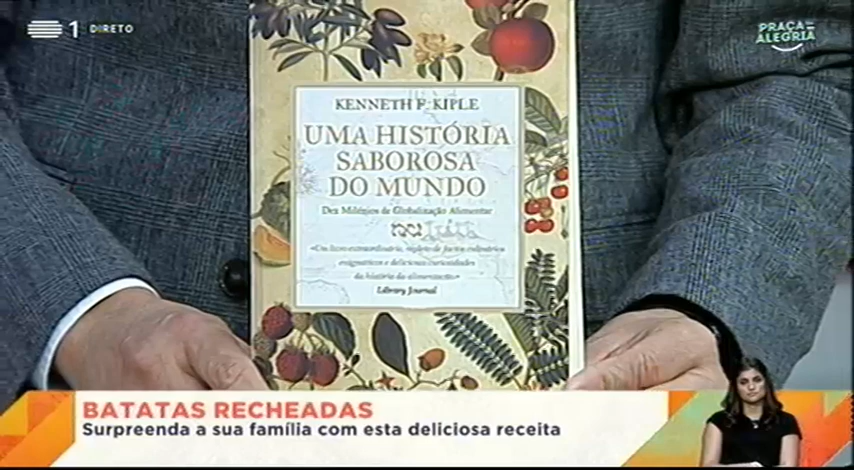 1 DIRETO
PRAÇA DA
ALEGRIA
KENNETH F. KIPLE
UMA HISTÓRIA
SABOROSA
DO MUNDO
Dez Milénios de Globalização Alimentar
«Um livro extraordinário, repleto de factos culinários
enigmáticos e deliciosas curiosidades
da história da alimentação»
Library Journal
BATATAS RECHEADAS
Surpreenda a sua família com esta deliciosa receita